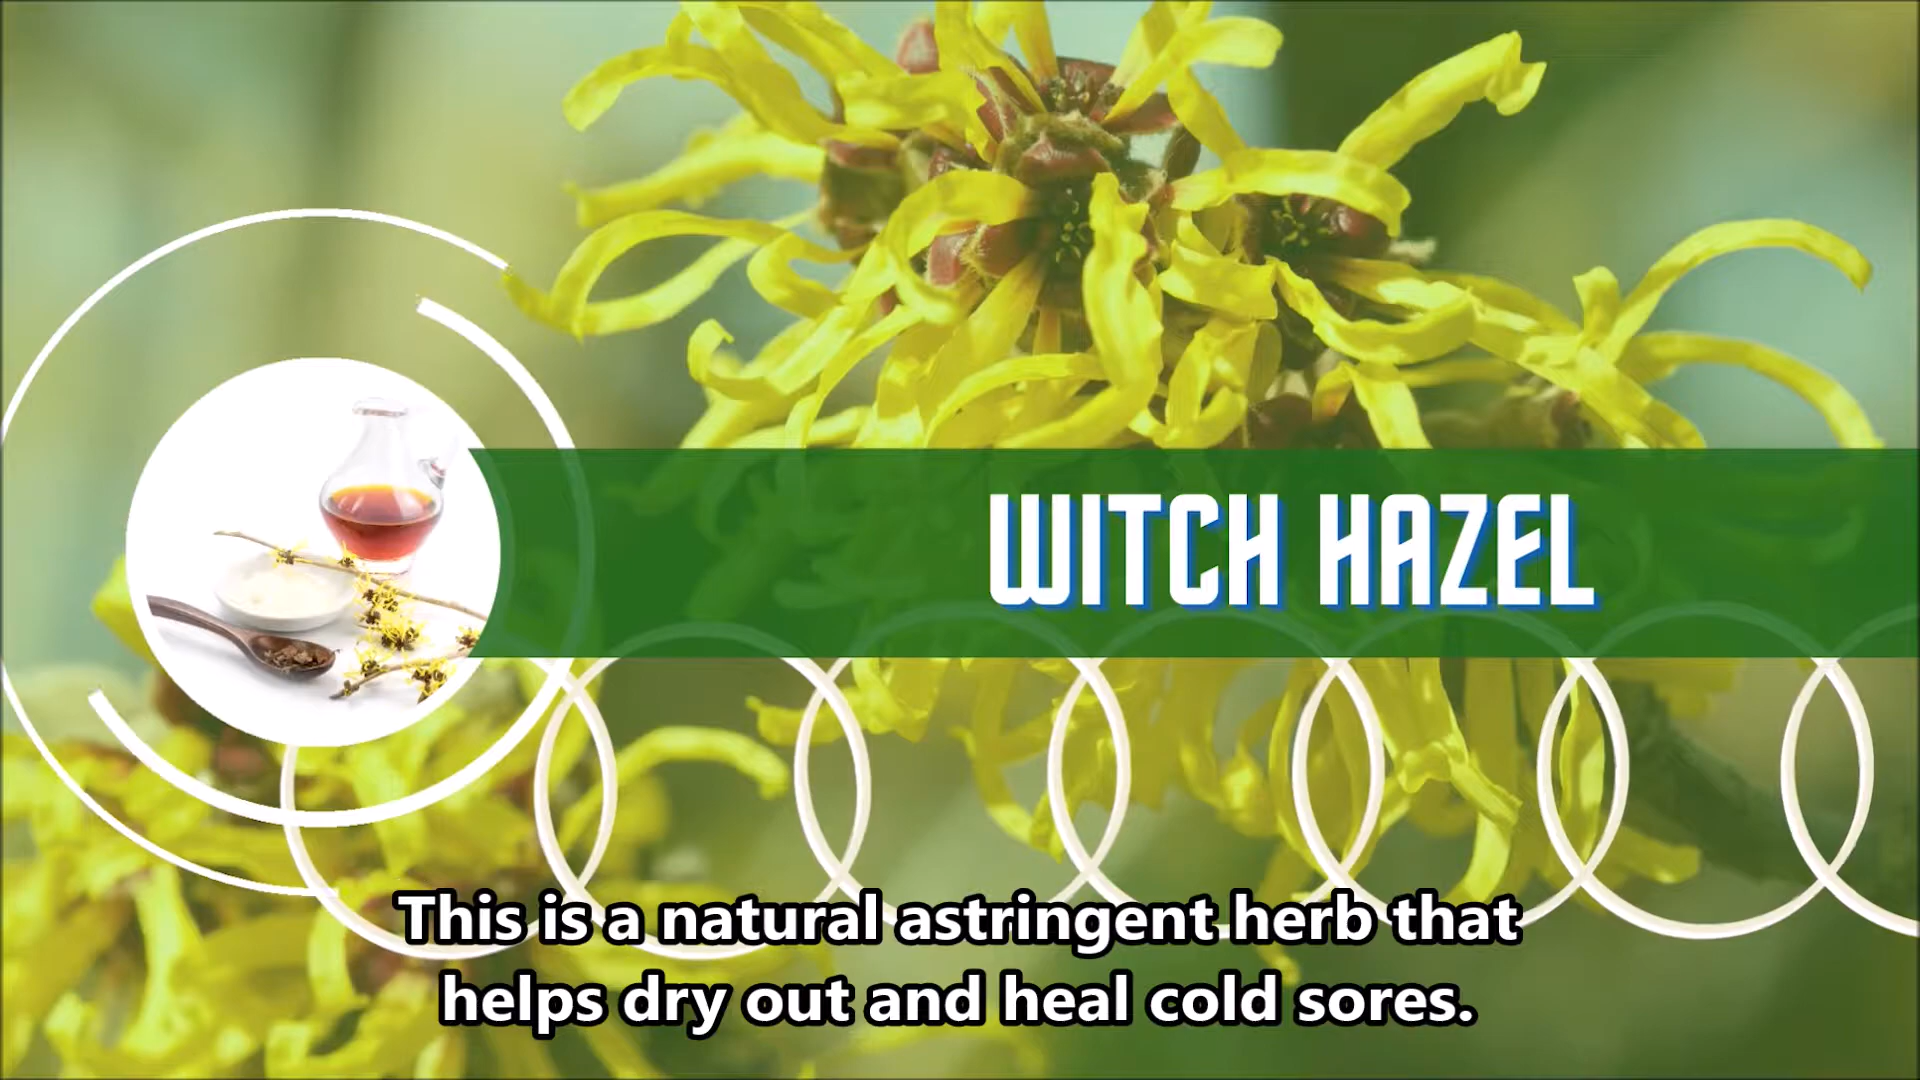 WITCH HAZEL
This is a natural astringent herb that
helps dry out and heal cold sores.